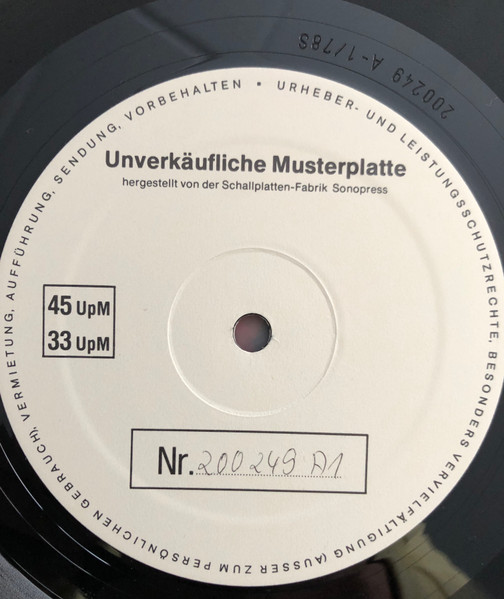 200249 A-1/78S
URHEBER- UND LEISTUNGSSCHUTZRECHTE, BESONDERS VERVIELFÄLTIGUNG (AUSSER ZUM PERSÖNLICHEN GEBRAUCH), VERMIETUNG, AUFFÜHRUNG, SENDUNG, VORBEHALTEN •
Unverkäufliche Musterplatte
hergestellt von der Schallplatten-Fabrik Sonopress
45 UpM
33 UpM
Nr. 200249 A1